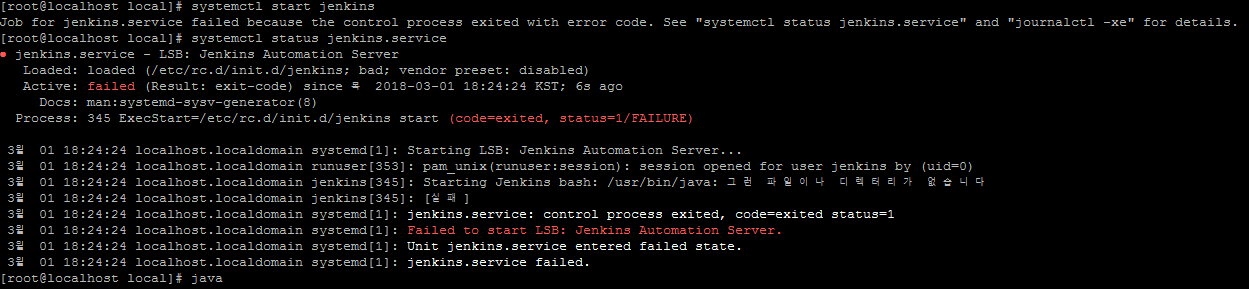 [root@localhost local]# systemctl start jenkins
Job for jenkins.service failed because the control process exited with error code. See "systemctl status jenkins.service" and "journalctl -xe" for details.
[root@localhost local]# systemctl status jenkins.service
● jenkins.service - LSB: Jenkins Automation Server
   Loaded: loaded (/etc/rc.d/init.d/jenkins; bad; vendor preset: disabled)
   Active: failed (Result: exit-code) since 목 2018-03-01 18:24:24 KST; 6s ago
     Docs: man:systemd-sysv-generator(8)
  Process: 345 ExecStart=/etc/rc.d/init.d/jenkins start (code=exited, status=1/FAILURE)
3월 01 18:24:24 localhost.localdomain systemd[1]: Starting LSB: Jenkins Automation Server...
3월 01 18:24:24 localhost.localdomain runuser[353]: pam_unix(runuser:session): session opened for user jenkins by (uid=0)
3월 01 18:24:24 localhost.localdomain jenkins[345]: Starting Jenkins bash: /usr/bin/java: 그런 파일이나 디렉터리가 없습니다
3월 01 18:24:24 localhost.localdomain jenkins[345]: [실패]
3월 01 18:24:24 localhost.localdomain systemd[1]: jenkins.service: control process exited, code=exited status=1
3월 01 18:24:24 localhost.localdomain systemd[1]: Failed to start LSB: Jenkins Automation Server.
3월 01 18:24:24 localhost.localdomain systemd[1]: Unit jenkins.service entered failed state.
3월 01 18:24:24 localhost.localdomain systemd[1]: jenkins.service failed.
[root@localhost local]# java